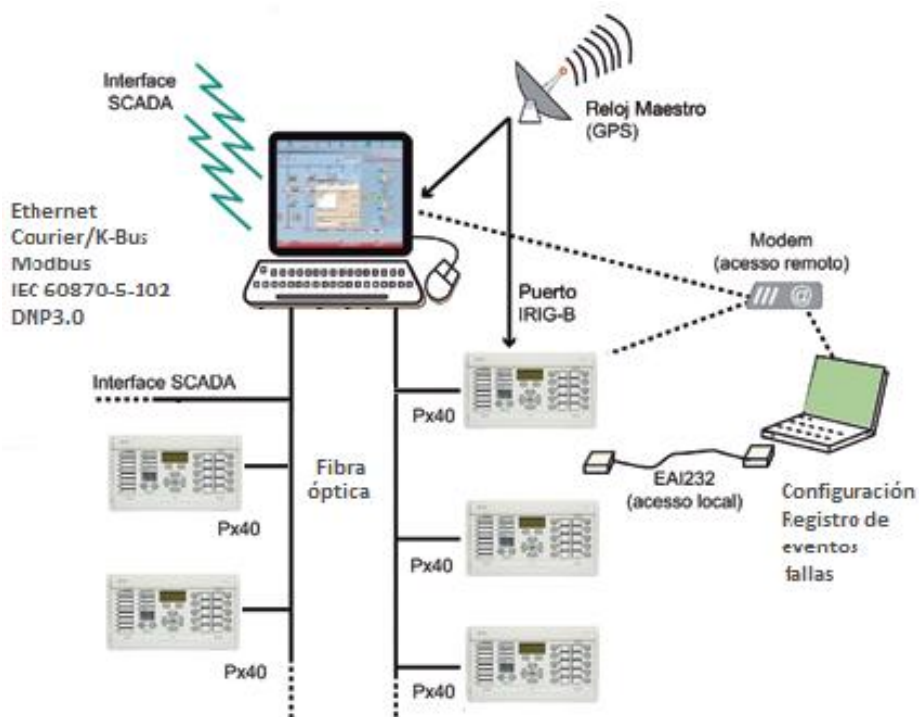 Interface
SCADA
Reloj Maestro
(GPS)
Ethernet
Courier/K-Bus
Modbus
IEC 60870-5-102
DNP3.0
Modem
(acesso remoto)
Puerto
IRIG-B
Interface SCADA
Px40
Fibra
óptica
EAI232
(acesso local)
Configuración
Registro de
eventos
fallas
Px40
Px40
Px40
Px40
@